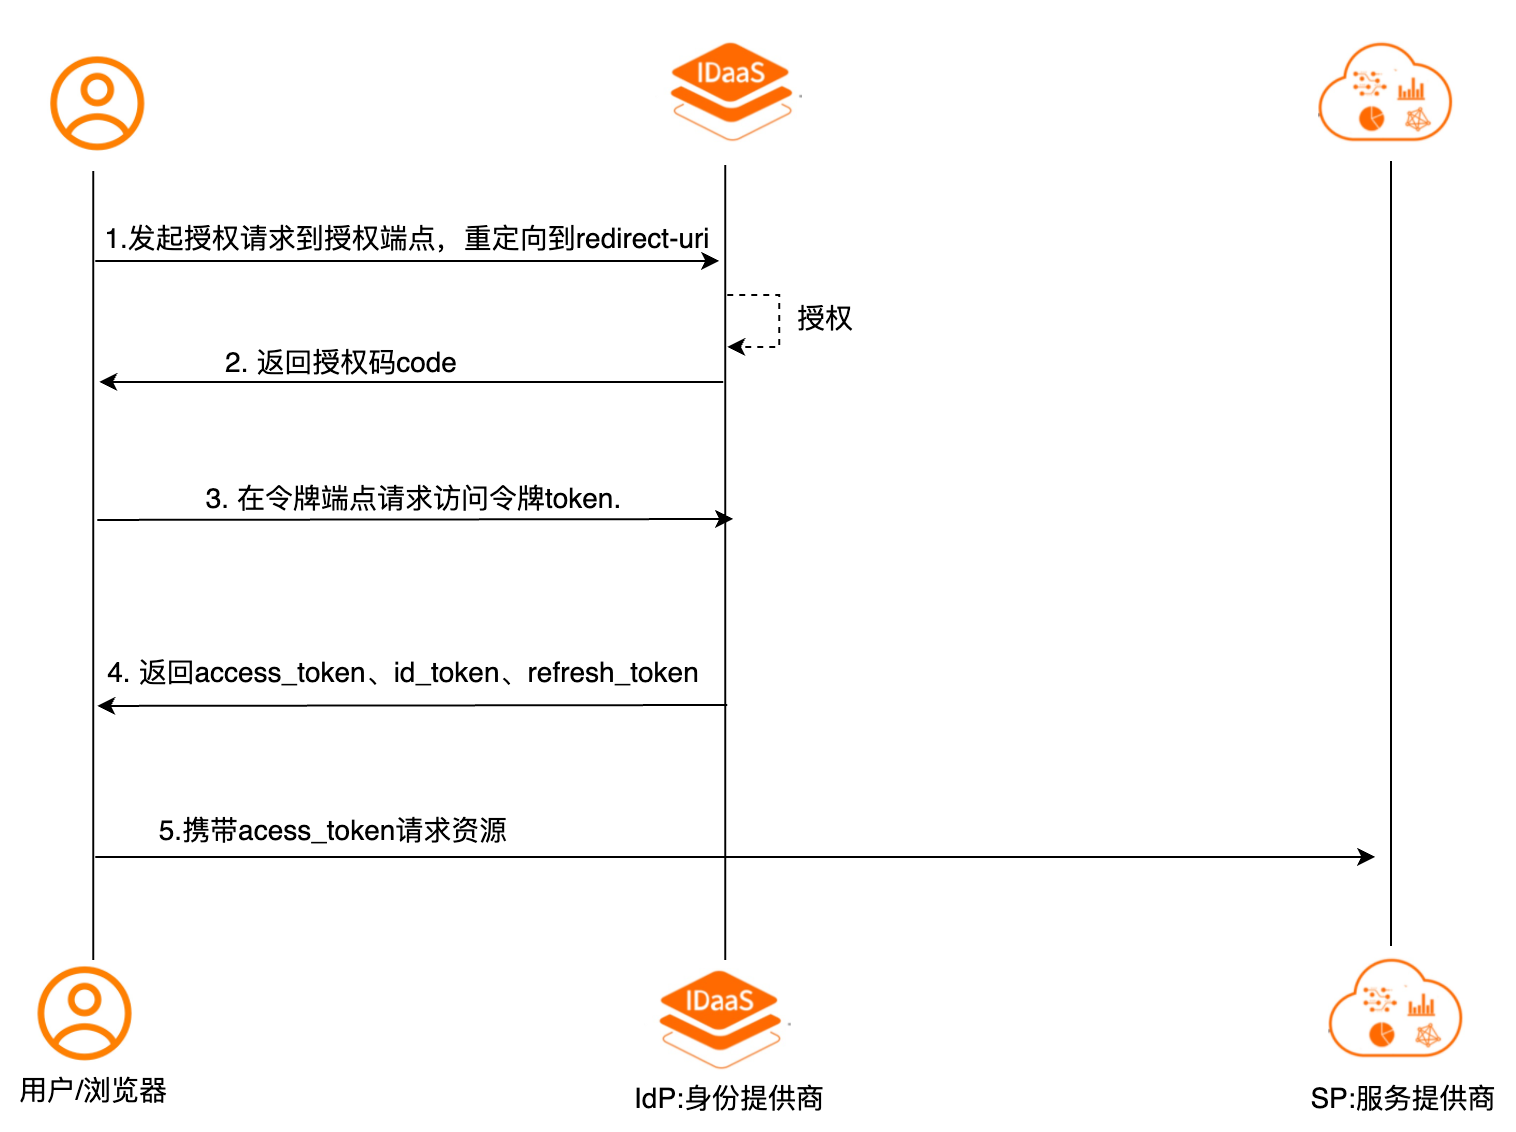 IDaaS
1.发起授权请求到授权端点，重定向到redirect-uri
授权
2. 返回授权码code
3. 在令牌端点请求访问令牌token.
4. 返回access_token、id_token、refresh_token
5.携带acess_token请求资源
IDaaS
用户/浏览器
IdP:身份提供商
SP:服务提供商